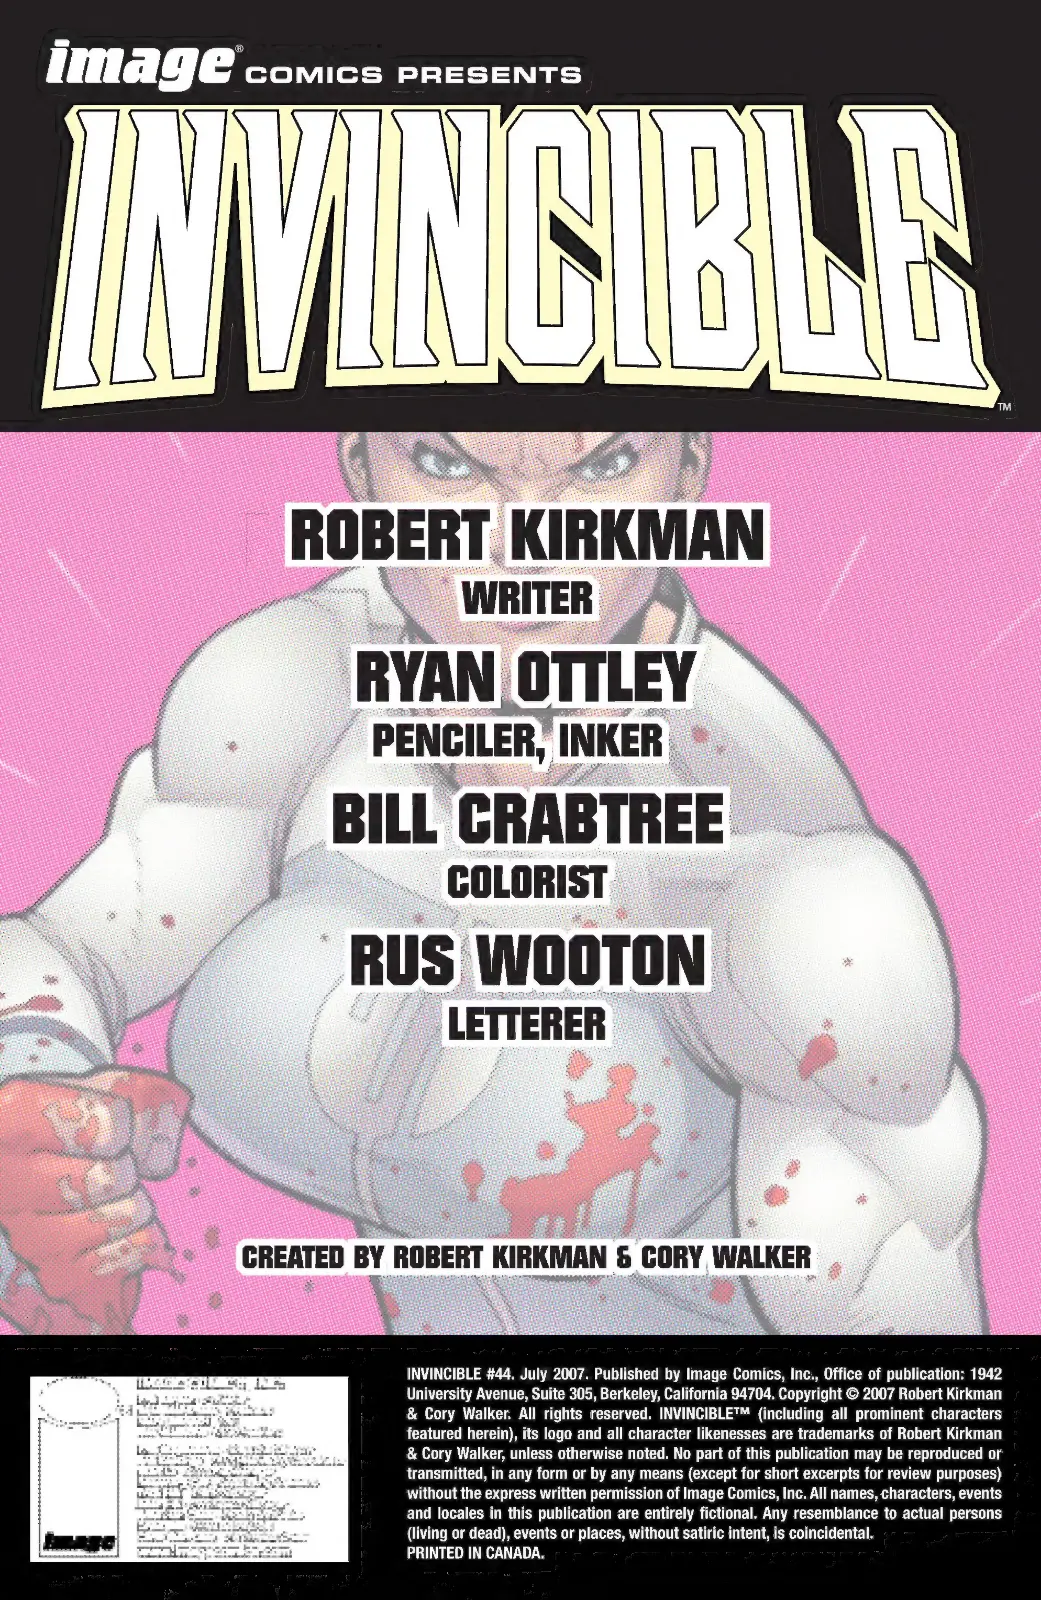 image® COMICS PRESENTS
INVINCIBLE™
ROBERT KIRKMAN
WRITER
RYAN OTTLEY
PENCILER, INKER
BILL CRABTREE
COLORIST
RUS WOOTON
LETTERER
CREATED BY ROBERT KIRKMAN & CORY WALKER
image
INVINCIBLE #44. July 2007. Published by Image Comics, Inc., Office of publication: 1942
University Avenue, Suite 305, Berkeley, California 94704. Copyright © 2007 Robert Kirkman
& Cory Walker. All rights reserved. INVINCIBLE™ (including all prominent characters
featured herein), its logo and all character likenesses are trademarks of Robert Kirkman
& Cory Walker, unless otherwise noted. No part of this publication may be reproduced or
transmitted, in any form or by any means (except for short excerpts for review purposes)
without the express written permission of Image Comics, Inc. All names, characters, events
and locales in this publication are entirely fictional. Any resemblance to actual persons
(living or dead), events or places, without satiric intent, is coincidental.
PRINTED IN CANADA.